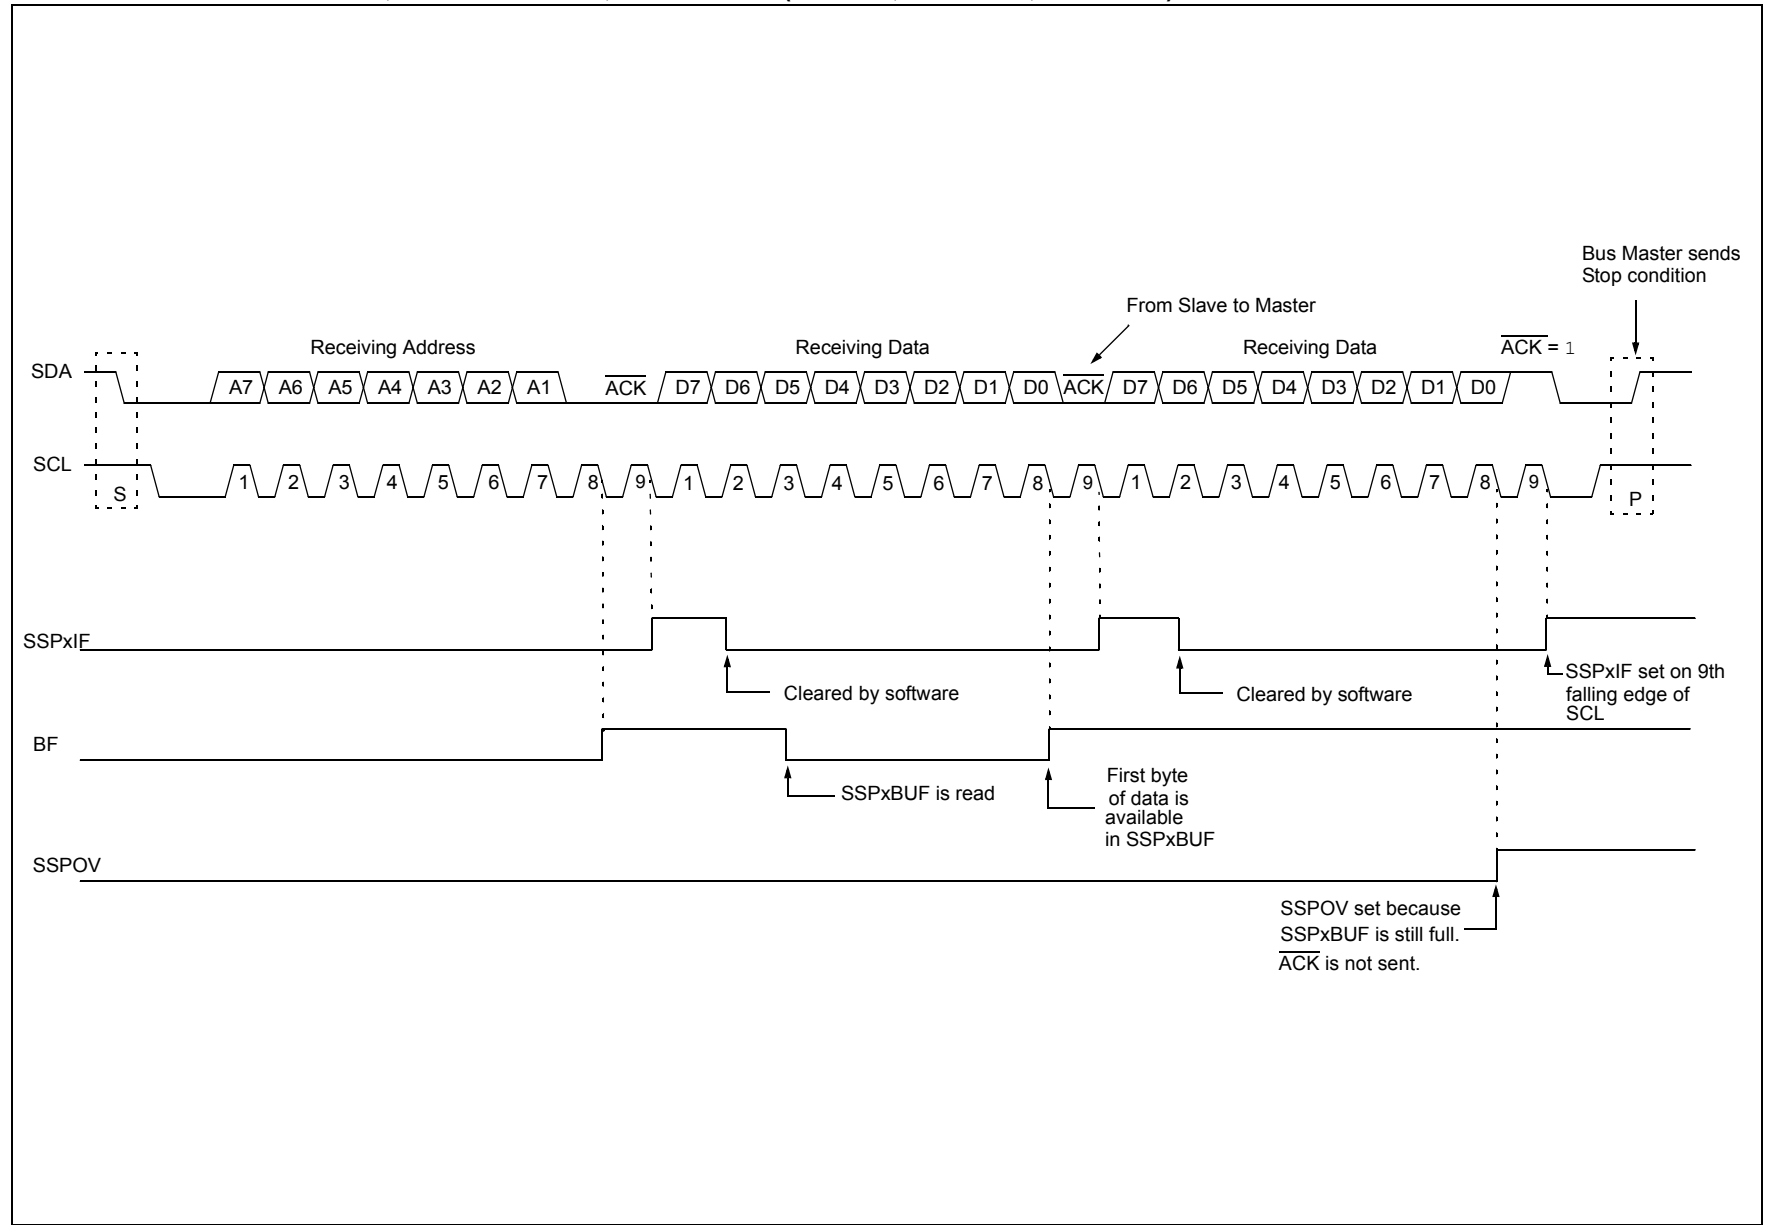 Bus Master sends
Stop condition
From Slave to Master
Receiving Address
Receiving Data
Receiving Data
ACK = 1
SDA
A7 A6 A5 A4 A3 A2 A1 ACK D7 D6 D5 D4 D3 D2 D1 D0 ACK D7 D6 D5 D4 D3 D2 D1 D0
SCL
S 1 2 3 4 5 6 7 8 9 1 2 3 4 5 6 7 8 9 1 2 3 4 5 6 7 8 9 P
SSPxIF
Cleared by software
Cleared by software
SSPxIF set on 9th
falling edge of
SCL
BF
SSPxBUF is read
First byte
of data is
available
in SSPxBUF
SSPOV
SSPOV set because
SSPxBUF is still full.
ACK is not sent.